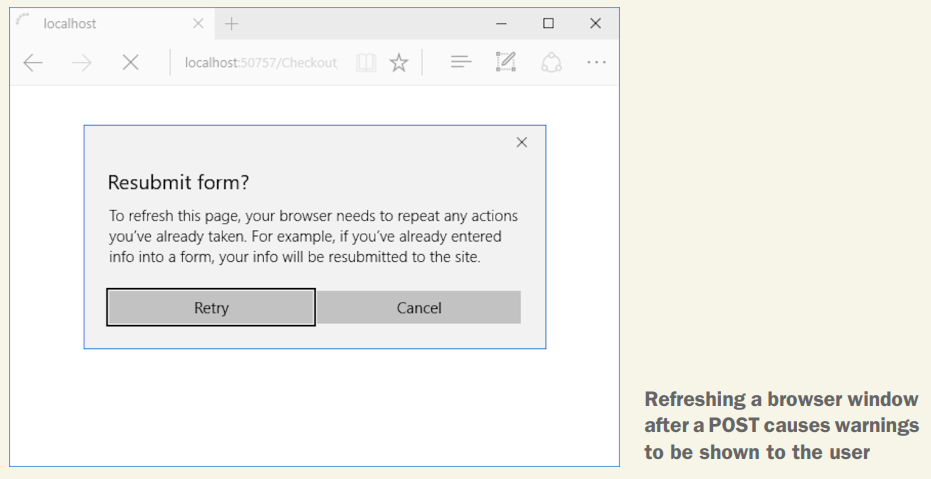 localhost
localhost:50757/Checkout
Resubmit form?
To refresh this page, your browser needs to repeat any actions
you've already taken. For example, if you've already entered
info into a form, your info will be resubmitted to the site.
Retry
Cancel
Refreshing a browser window
after a POST causes warnings
to be shown to the user